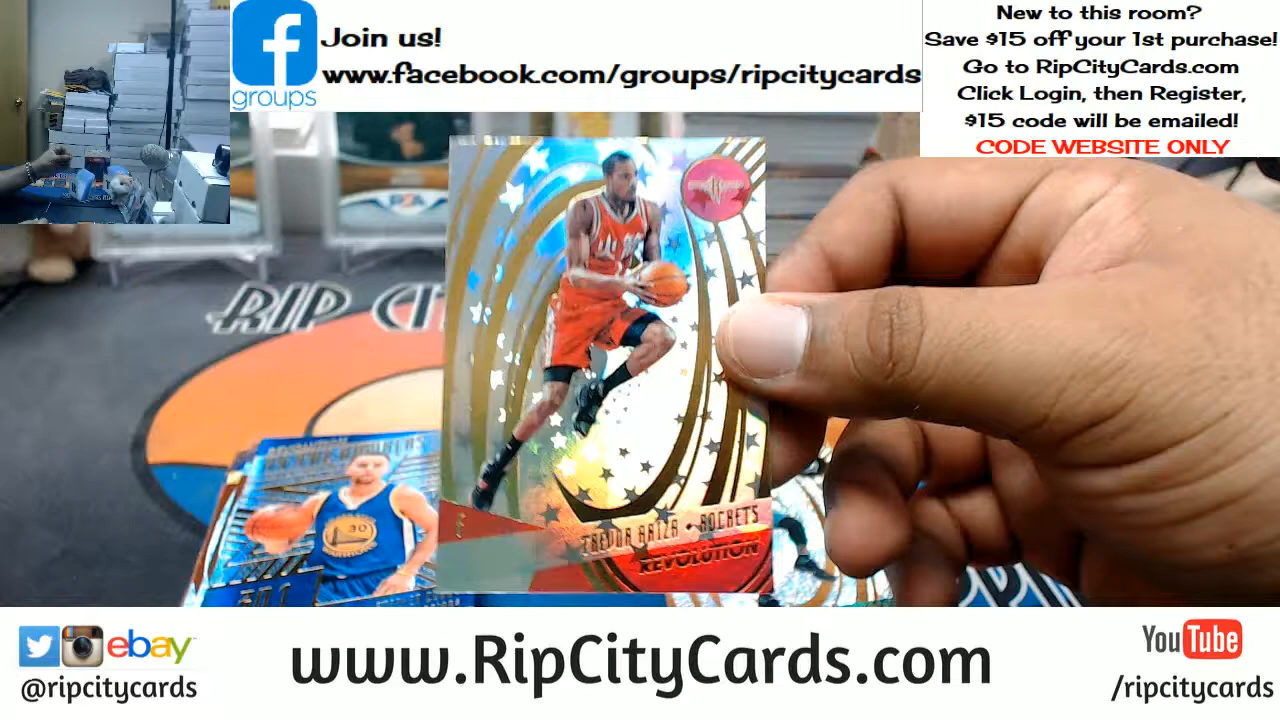 f
groups
Join us!
www.facebook.com/groups/ripcitycards
New to this room?
Save $15 off your 1st purchase!
Go to RipCityCards.com
Click Login, then Register,
$15 code will be emailed!
CODE WEBSITE ONLY
RIP CI
30
WARRIORS
TREVOR ARIZA • ROCKETS
REVOLUTION
ebay
@ripcitycards
www.RipCityCards.com
YouTube
/ripcitycards